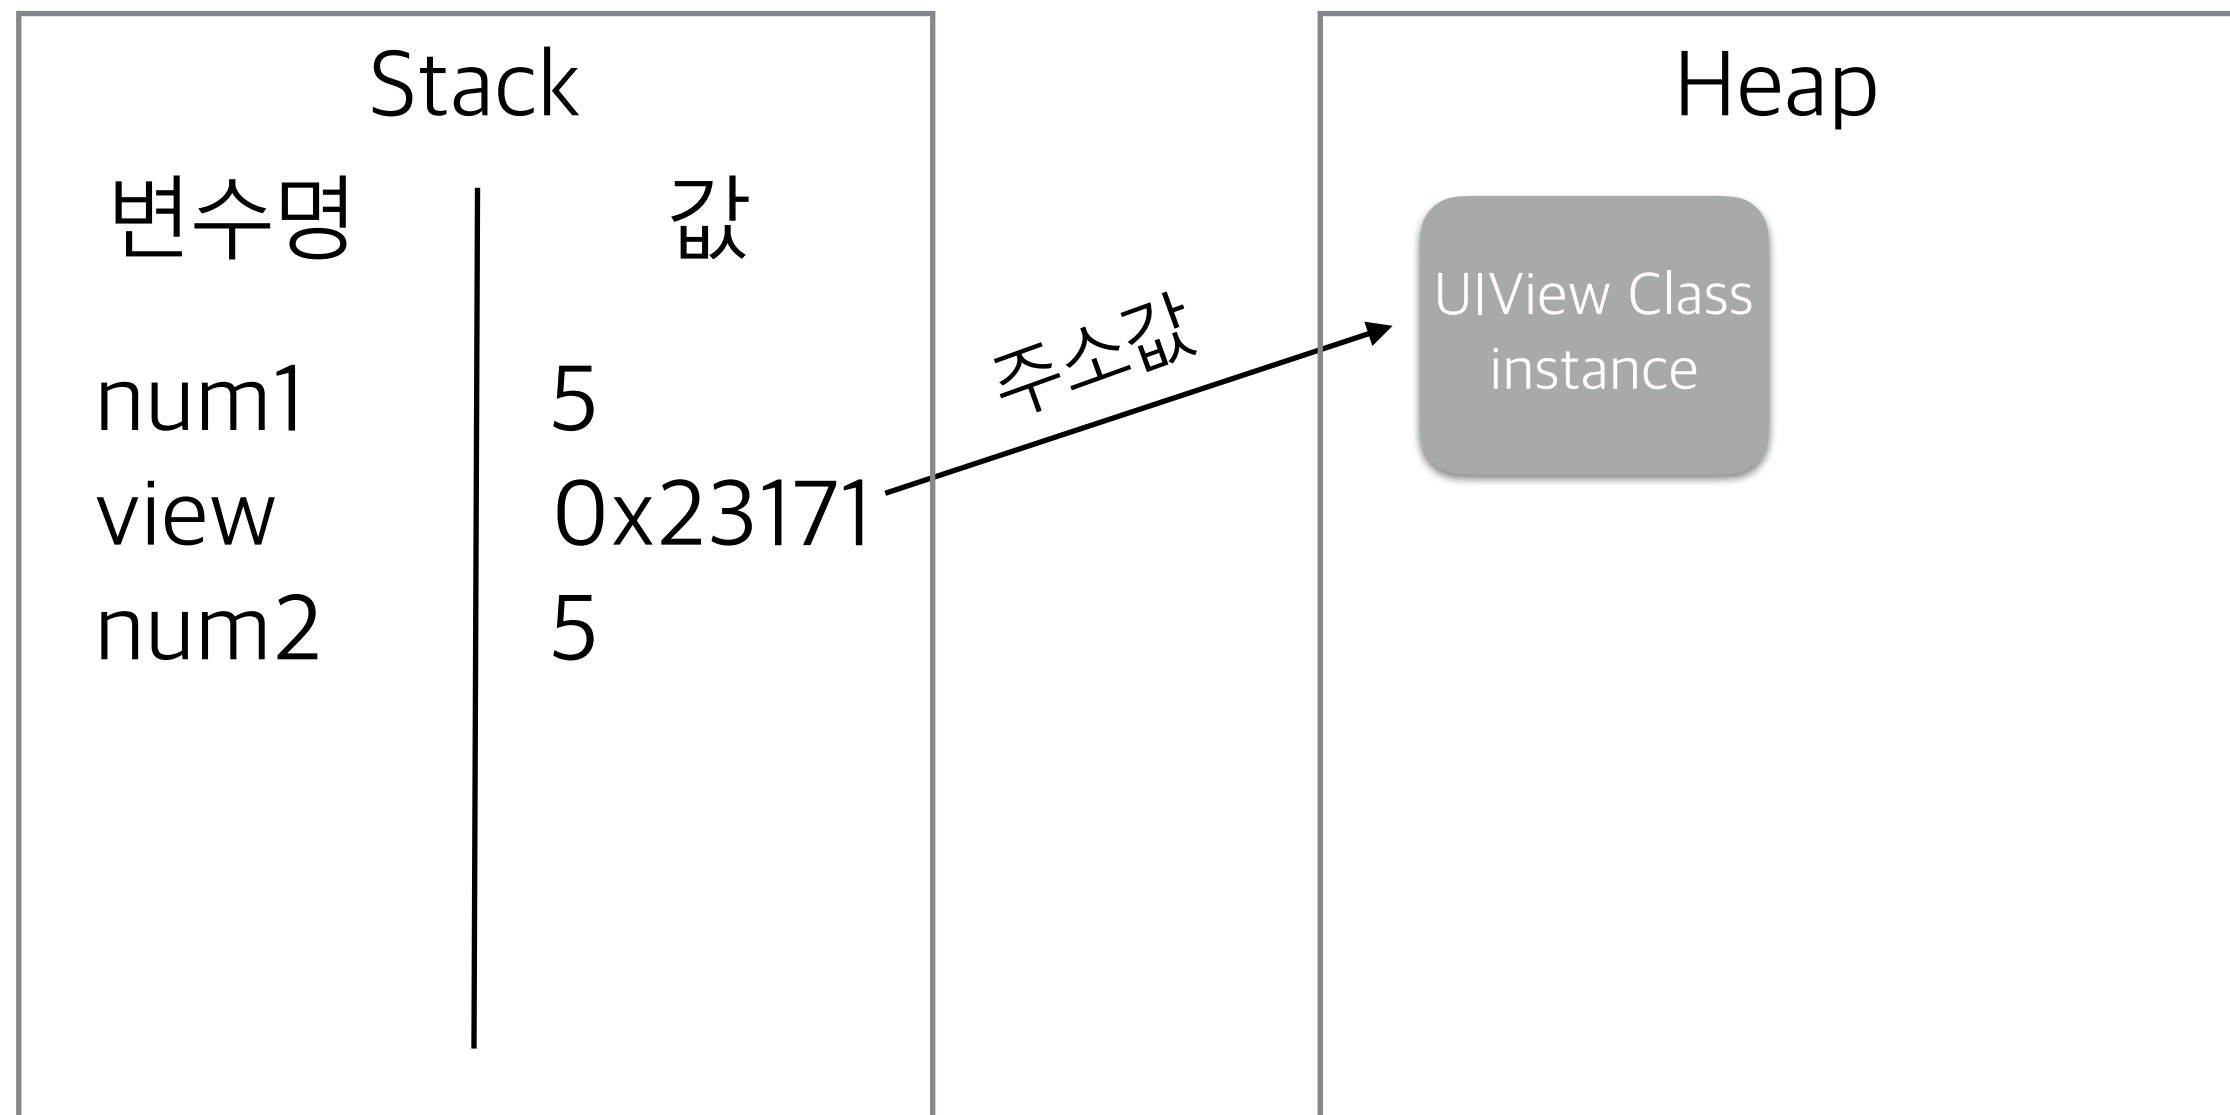 Stack
변수명 값
num1 5
view 0x23171
num2 5
주소값
Heap
UIView Class
instance